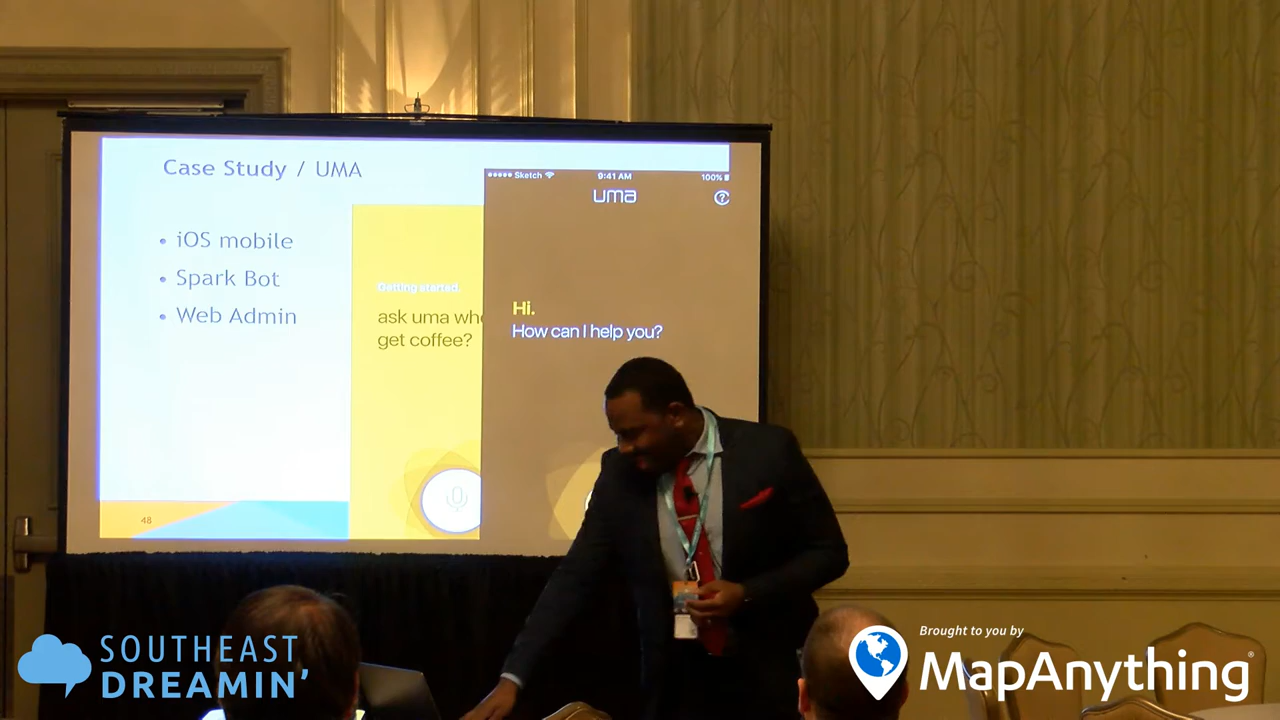 Case Study / UMA
• iOS mobile
• Spark Bot
• Web Admin
48
Getting started.
ask uma
get coffee?
Sketch
9:41 AM
100%
uma
?
Hi.
How can I help you?
SOUTHEAST
DREAMIN'
Brought to you by
MapAnything®